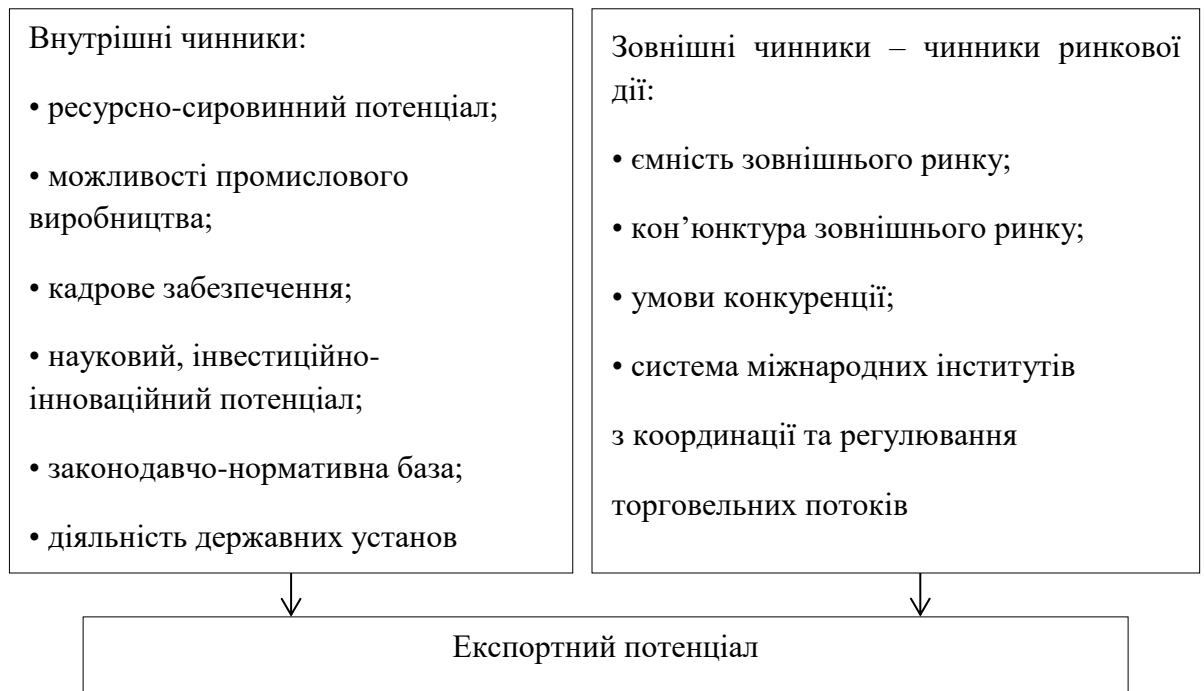 Внутрішні чинники:
• ресурсно-сировинний потенціал;
• можливості промислового
виробництва;
• кадрове забезпечення;
• науковий, інвестиційно-
інноваційний потенціал;
• законодавчо-нормативна база;
• діяльність державних установ
Зовнішні чинники – чинники ринкової
дії:
• ємність зовнішнього ринку;
• кон’юнктура зовнішнього ринку;
• умови конкуренції;
• система міжнародних інститутів
з координації та регулювання
торговельних потоків
Експортний потенціал